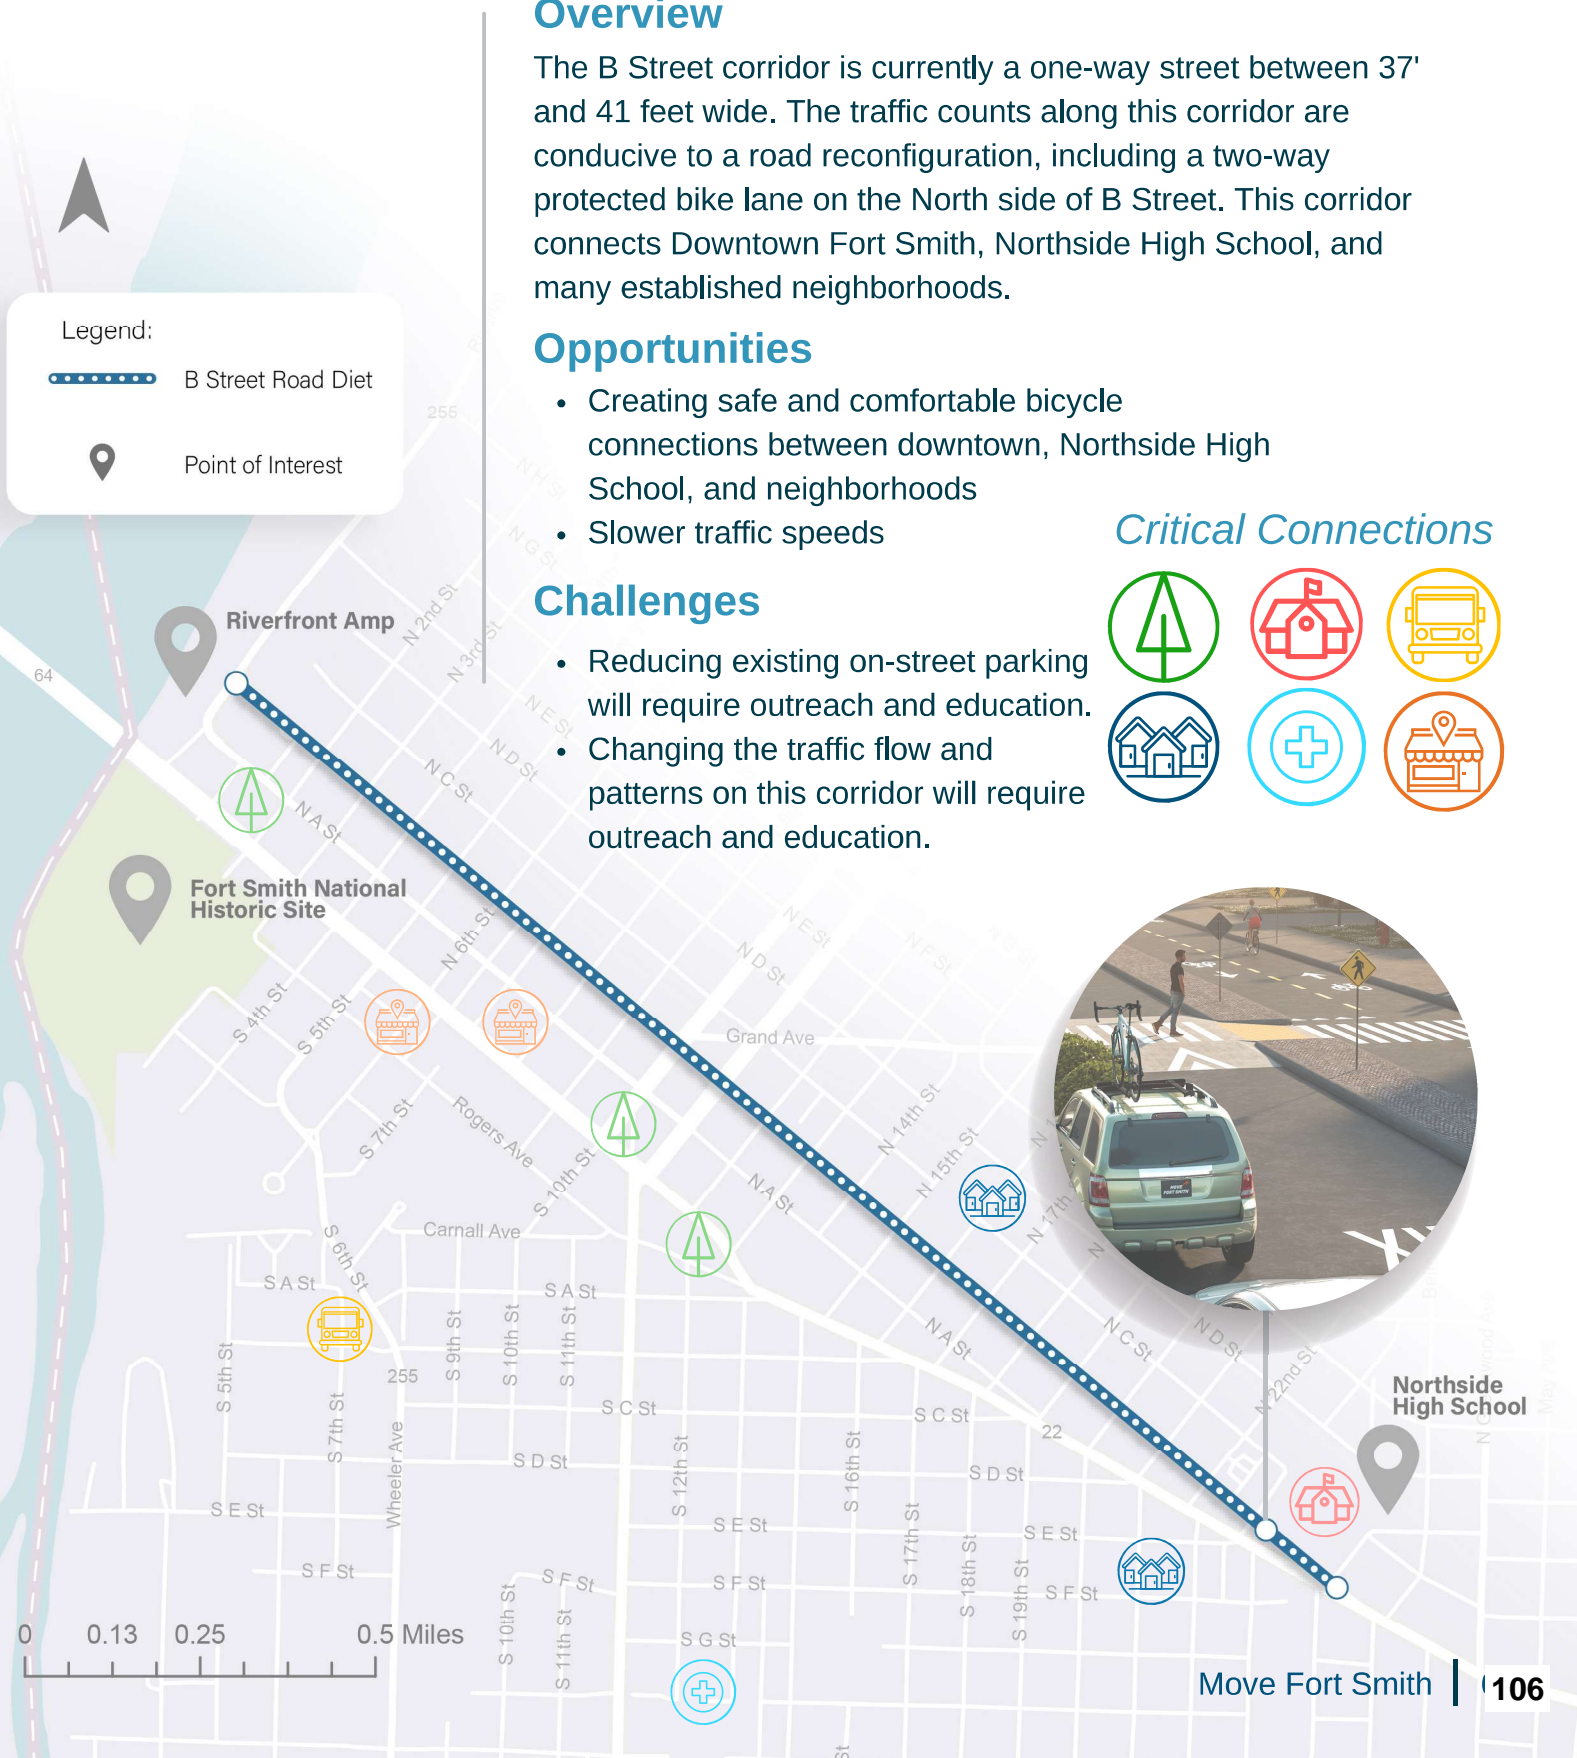 Overview
The B Street corridor is currently a one-way street between 37'
and 41 feet wide. The traffic counts along this corridor are
conducive to a road reconfiguration, including a two-way
protected bike lane on the North side of B Street. This corridor
connects Downtown Fort Smith, Northside High School, and
many established neighborhoods.
Opportunities
• Creating safe and comfortable bicycle
connections between downtown, Northside High
School, and neighborhoods
• Slower traffic speeds
Challenges
• Reducing existing on-street parking
will require outreach and education.
• Changing the traffic flow and
patterns on this corridor will require
outreach and education.
Critical Connections
Legend:
B Street Road Diet
Point of Interest
255
N H St
N G St
Riverfront Amp
N 2nd St
N 3rd St
64
N E St
N D St
N C St
N A St
Fort Smith National
Historic Site
N 6th St
N E St
N F St
N D St
S 4th St
S 5th St
Grand Ave
S 7th St
Rogers Ave
S 10th St
N 14th St
N 15th St
N 17th
N A St
Carnall Ave
S 6th St
S A St
S A St
S 5th St
S 9th St
S 10th St
S 11th St
255
S 7th St
Wheeler Ave
N A St
N C St
N D St
N 22nd St
MOVE
FORT SMITH
Northside
High School
S C St
S C St
22
S D St
S D St
S 12th St
S 16th St
S E St
S E St
S E St
S 17th St
S 18th St
S 19th St
S F St
S F St
S F St
S F St
S 10th St
S 11th St
S G St
0 0.13 0.25 0.5 Miles
Move Fort Smith
106